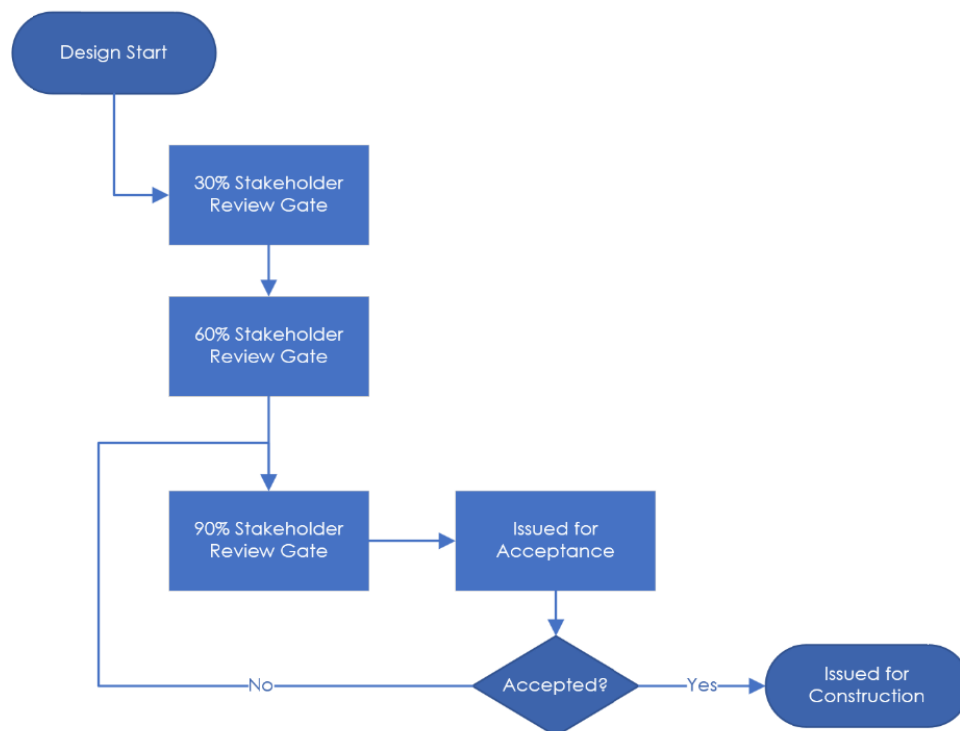 Design Start
30% Stakeholder
Review Gate
60% Stakeholder
Review Gate
90% Stakeholder
Review Gate
Issued for
Acceptance
Accepted?
No
Yes
Issued for
Construction